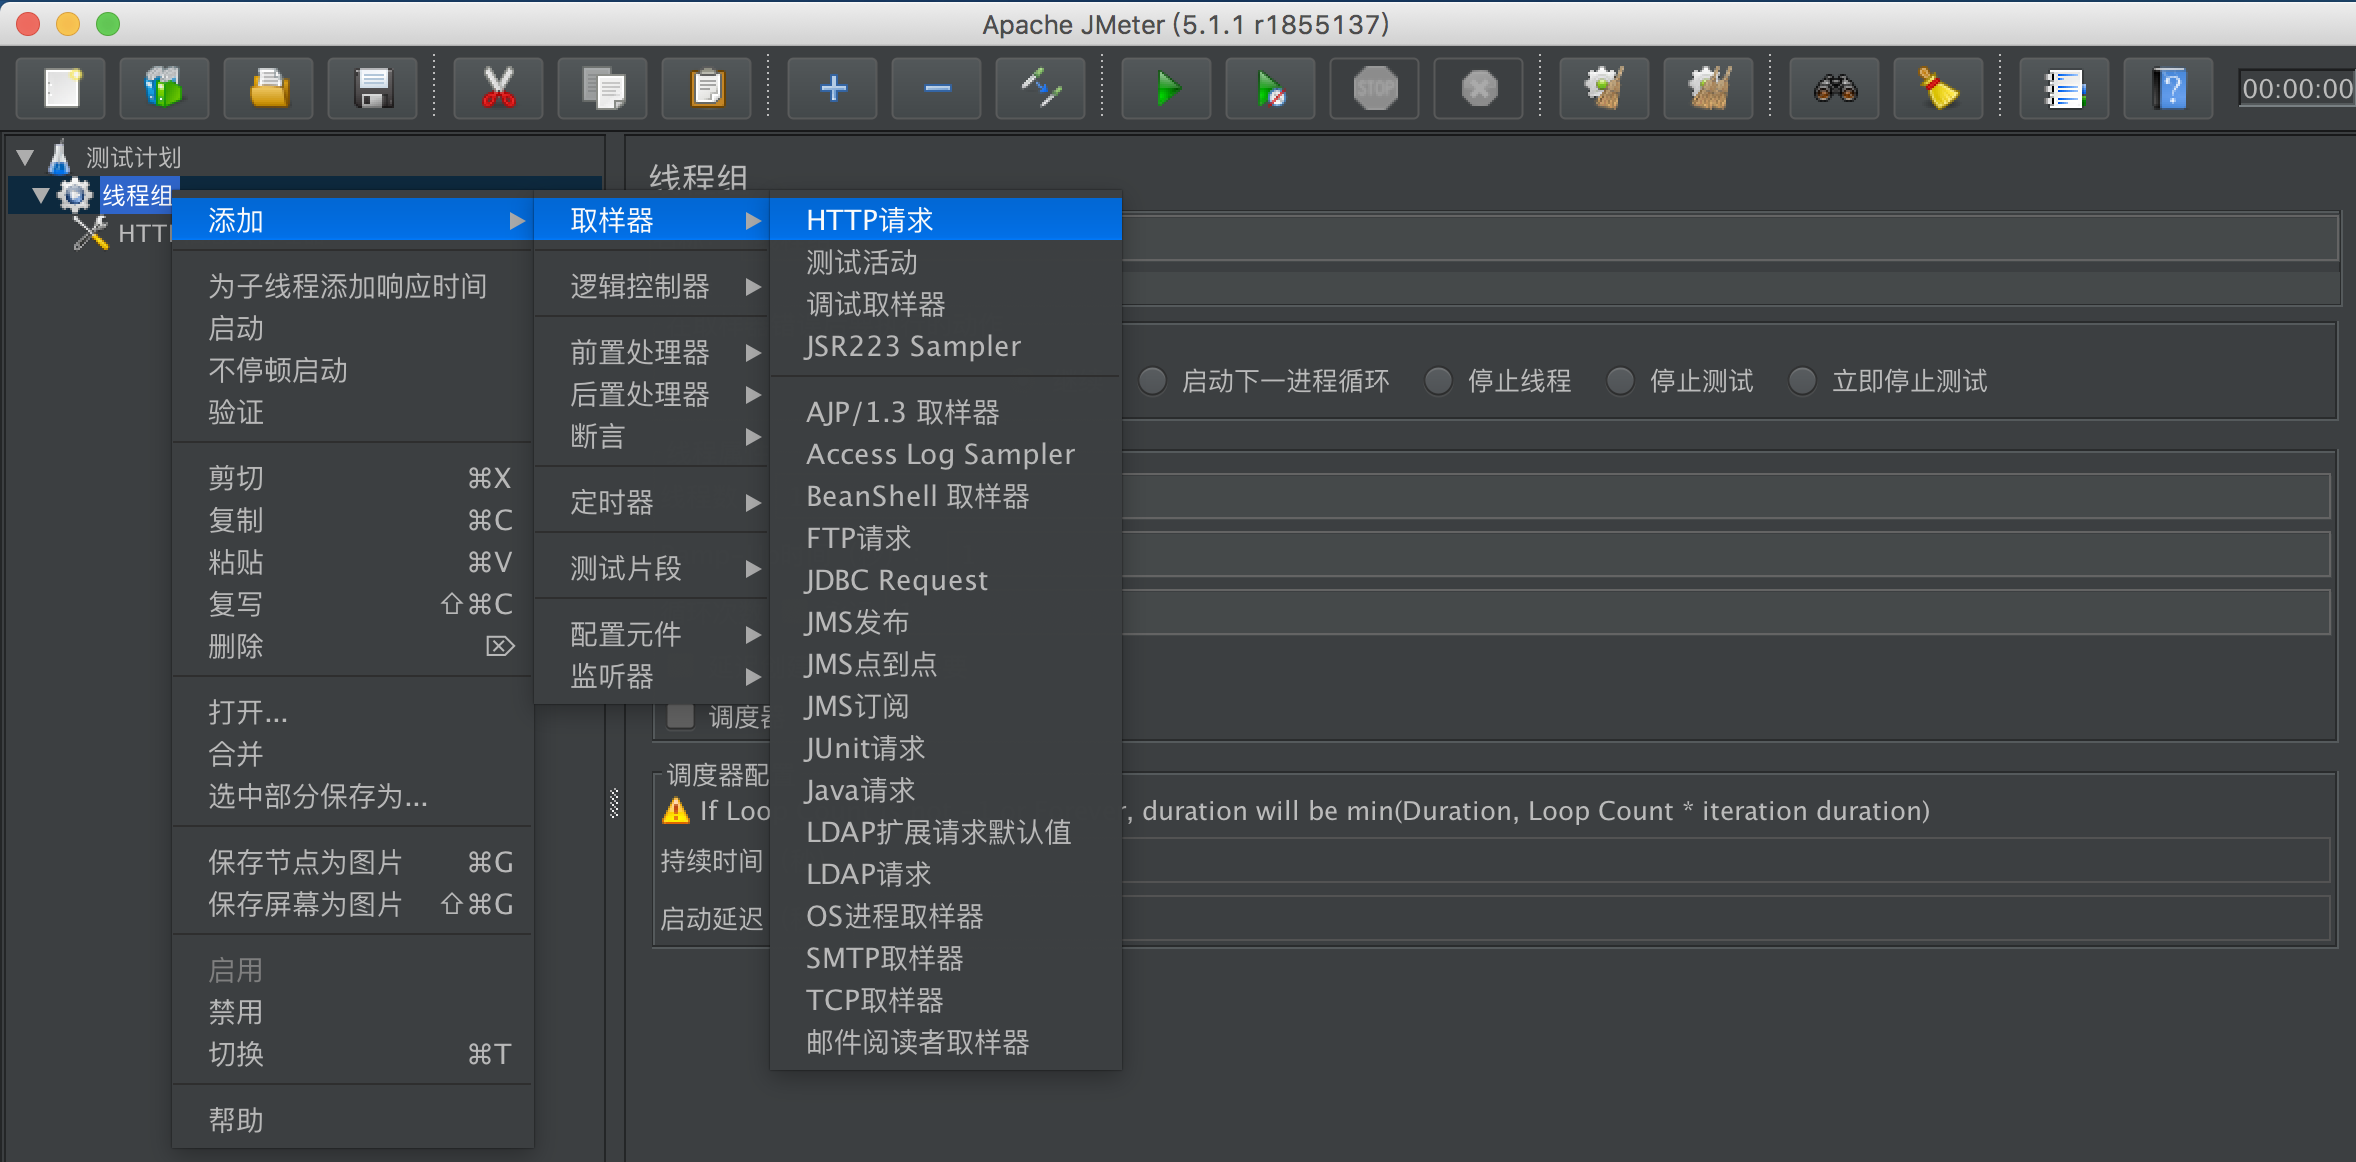 Apache JMeter (5.1.1 r1855137)
STOP
00:00:00
测试计划
线程组
HTT
线程组
添加
为子线程添加响应时间
启动
不停顿启动
验证
剪切 ⌘X
复制 ⌘C
粘贴 ⌘V
复写 ⇧⌘C
删除 ⌦
打开...
合并
选中部分保存为...
保存节点为图片 ⌘G
保存屏幕为图片 ⇧⌘G
启用
禁用
切换 ⌘T
帮助
取样器
逻辑控制器
前置处理器
后置处理器
断言
定时器
测试片段
配置元件
监听器
HTTP请求
测试活动
调试取样器
JSR223 Sampler
AJP/1.3 取样器
Access Log Sampler
BeanShell 取样器
FTP请求
JDBC Request
JMS发布
JMS点到点
JMS订阅
JUnit请求
Java请求
LDAP扩展请求默认值
LDAP请求
OS进程取样器
SMTP取样器
TCP取样器
邮件阅读者取样器
启动下一进程循环 停止线程 停止测试 立即停止测试
调度器
调度器配
If Loo , duration will be min(Duration, Loop Count * iteration duration)
持续时间
启动延迟